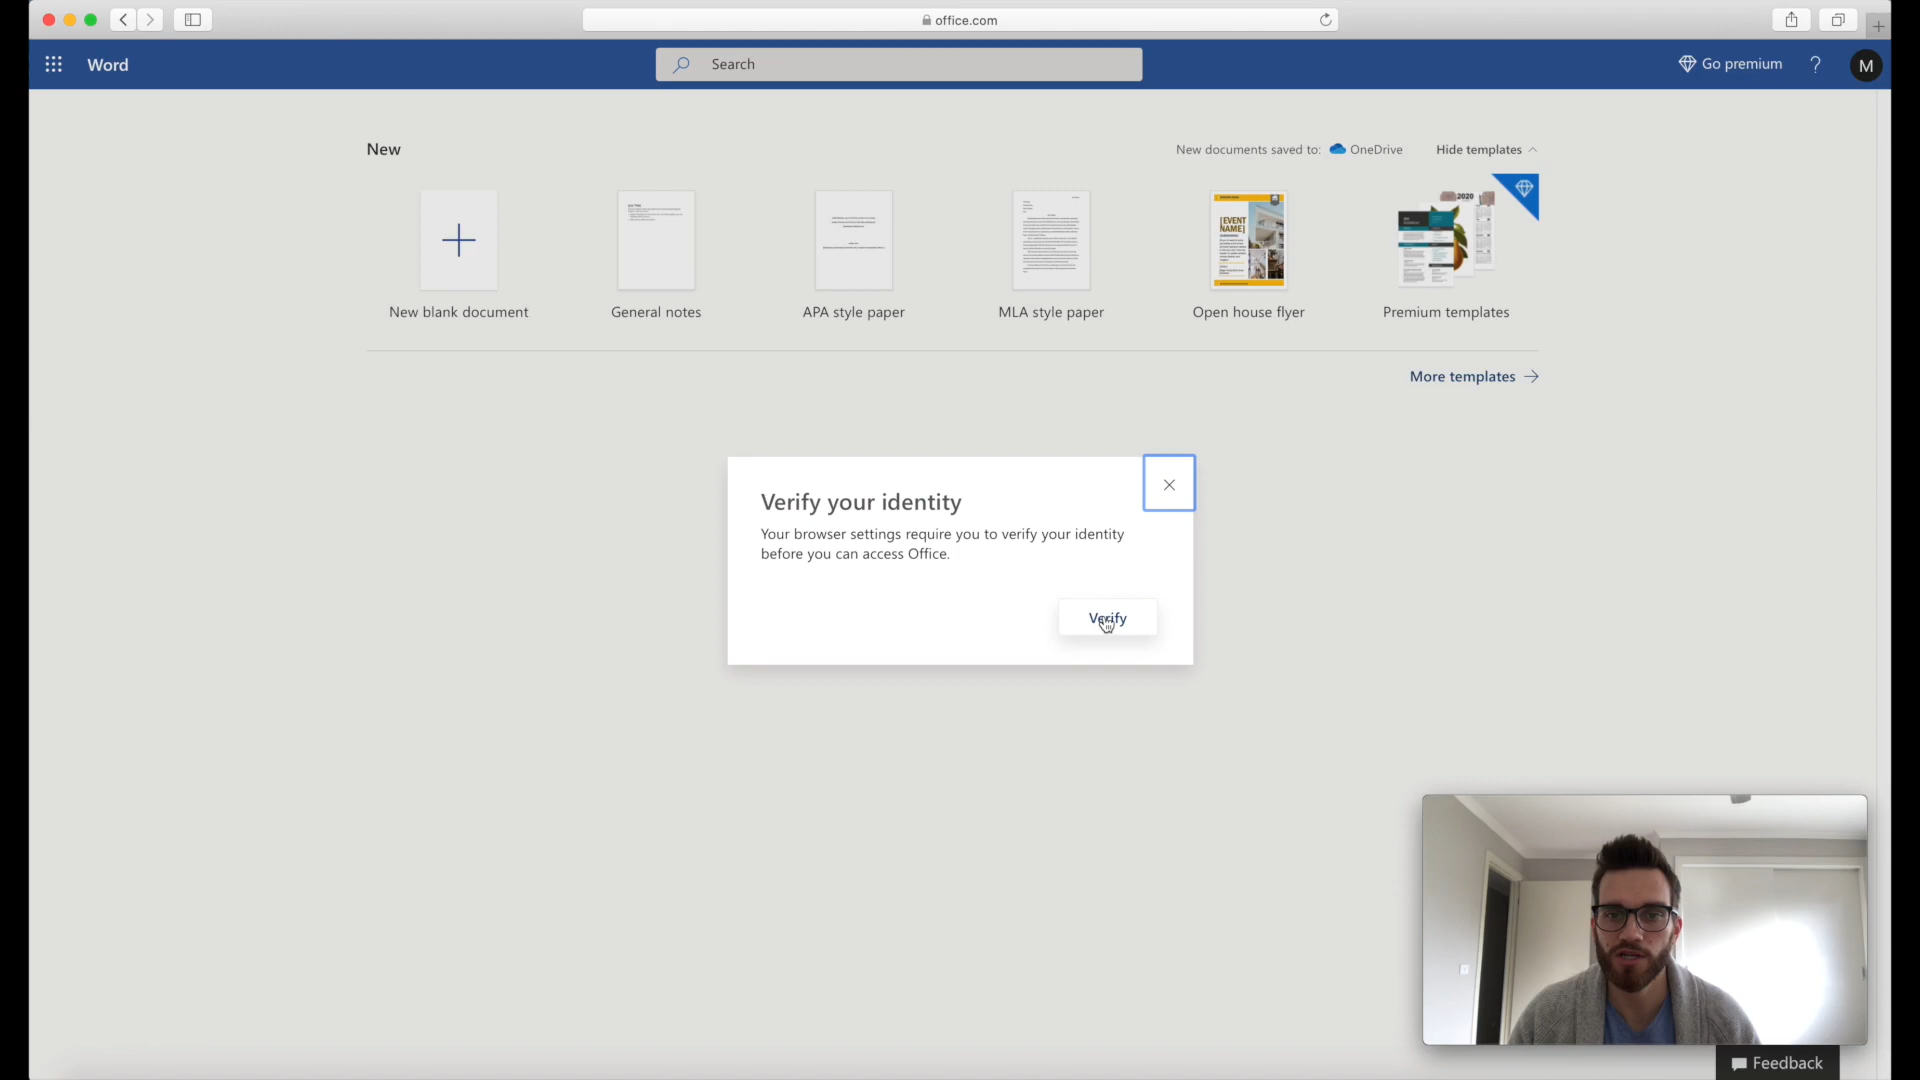 office.com
Word
Search
Go premium
?
M
New
New documents saved to: OneDrive
Hide templates
2020
[EVENT
NAME]
New blank document
General notes
APA style paper
MLA style paper
Open house flyer
Premium templates
More templates
Verify your identity
Your browser settings require you to verify your identity
before you can access Office.
Verify
Feedback